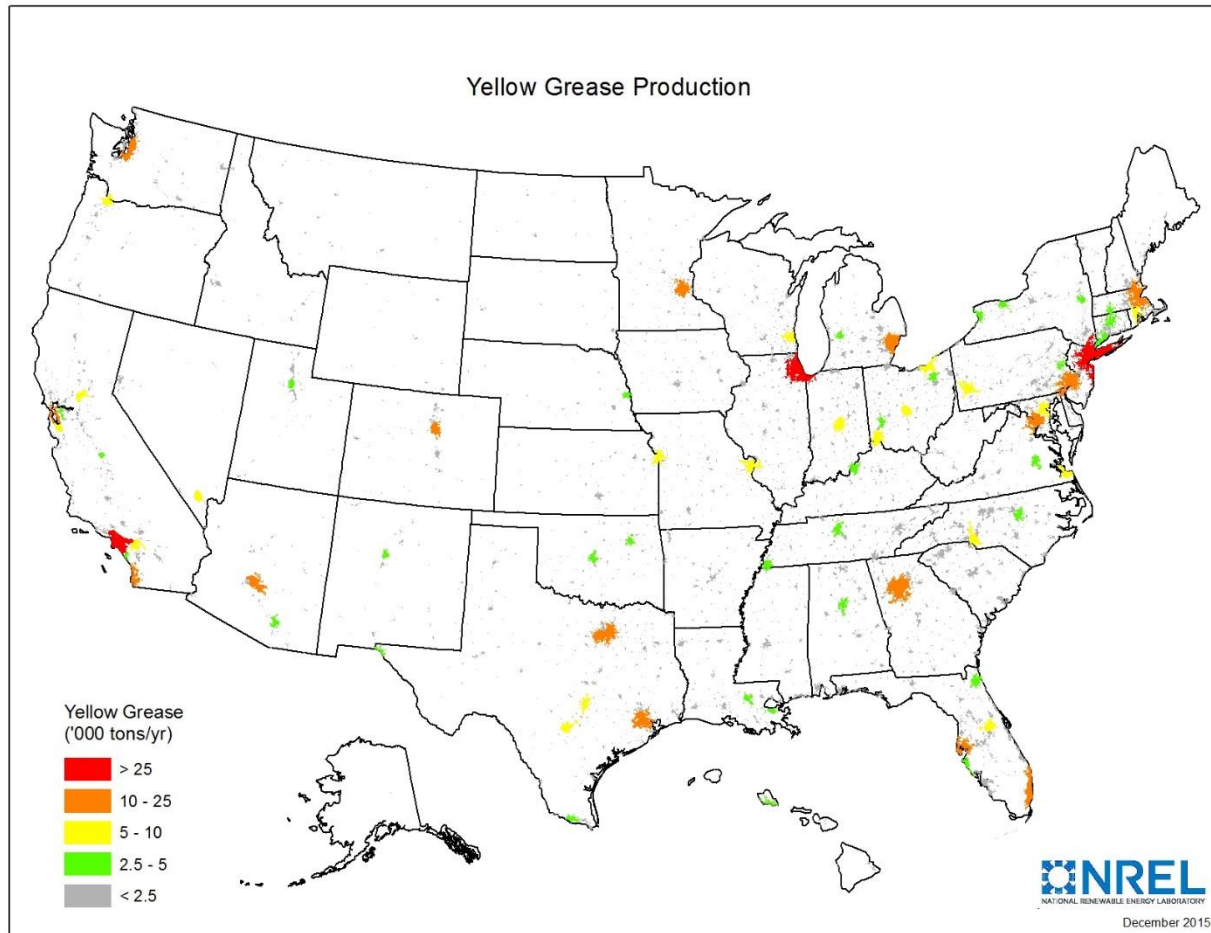 Yellow Grease Production
Yellow Grease
('000 tons/yr)
> 25
10 - 25
5 - 10
2.5 - 5
< 2.5
NREL
NATIONAL RENEWABLE ENERGY LABORATORY
December 2015